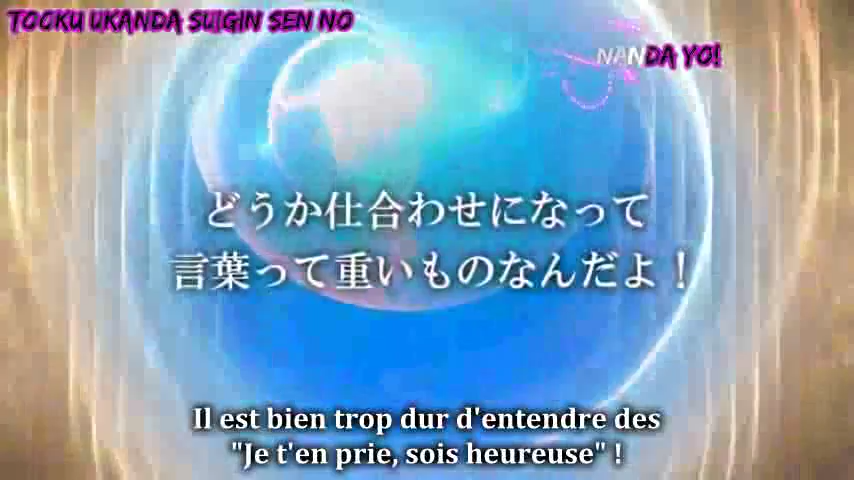 TOOKU UKANDA SUIGIN SEN NO
NANDA YO!
どうか仕合わせになって
言葉って重いものなんだよ！
Il est bien trop dur d'entendre des
"Je t'en prie, sois heureuse" !